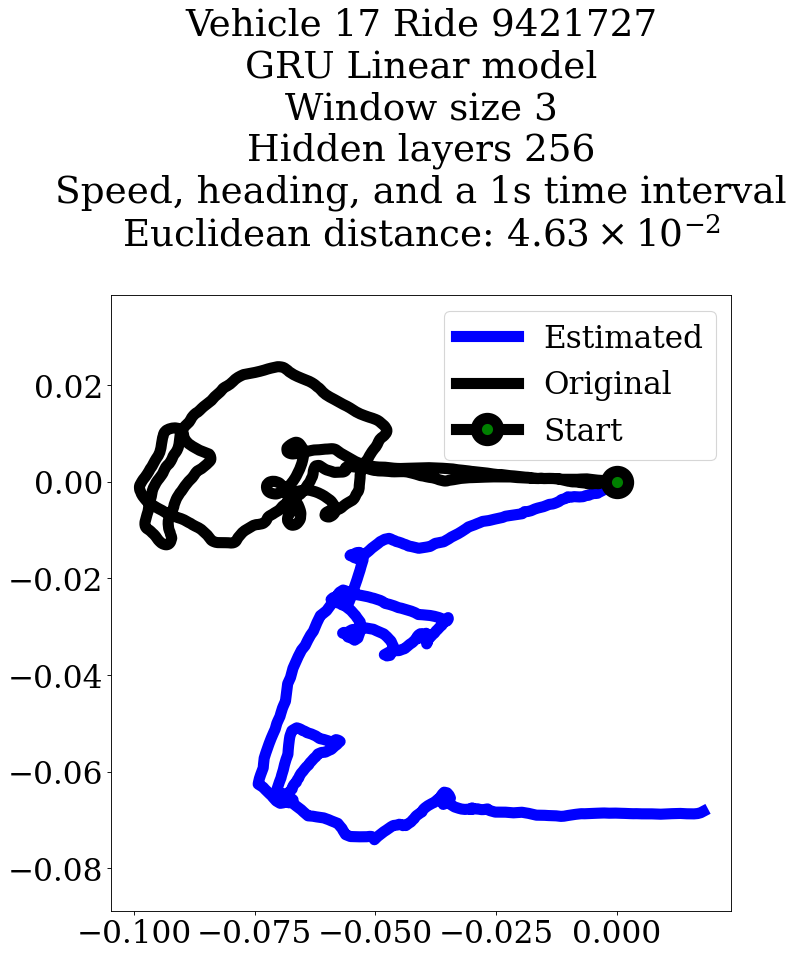 Vehicle 17 Ride 9421727
GRU Linear model
Window size 3
Hidden layers 256
Speed, heading, and a 1s time interval
Euclidean distance: 4.63 × 10⁻²
Estimated
Original
Start
0.02
0.00
−0.02
−0.04
−0.06
−0.08
−0.100 −0.075 −0.050 −0.025 0.000